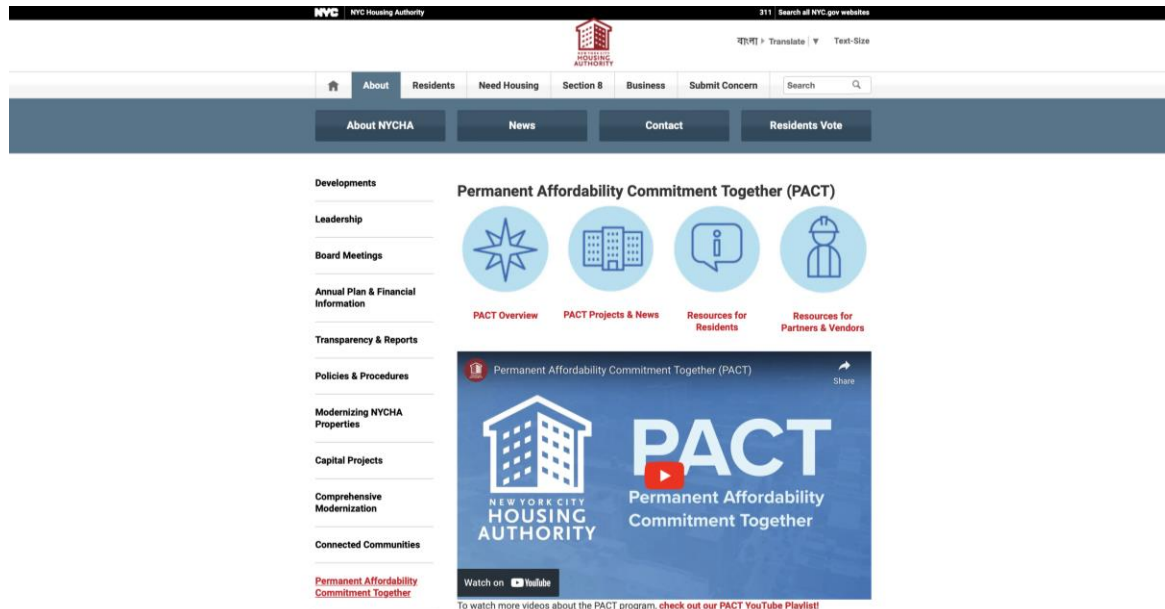 NYC NYC Housing Authority
311 Search all NYC.gov websites
NEW YORK CITY
HOUSING
AUTHORITY
বাংলা Translate ▼ Text-Size
About Residents Need Housing Section 8 Business Submit Concern Search
About NYCHA News Contact Residents Vote
Developments
Leadership
Board Meetings
Annual Plan & Financial
Information
Transparency & Reports
Policies & Procedures
Modernizing NYCHA
Properties
Capital Projects
Comprehensive
Modernization
Connected Communities
Permanent Affordability
Commitment Together
Permanent Affordability Commitment Together (PACT)
PACT Overview
PACT Projects & News
Resources for
Residents
Resources for
Partners & Vendors
Permanent Affordability Commitment Together (PACT)
Share
NEW YORK CITY
HOUSING
AUTHORITY
PACT
Permanent Affordability
Commitment Together
Watch on YouTube
To watch more videos about the PACT program, check out our PACT YouTube Playlist!